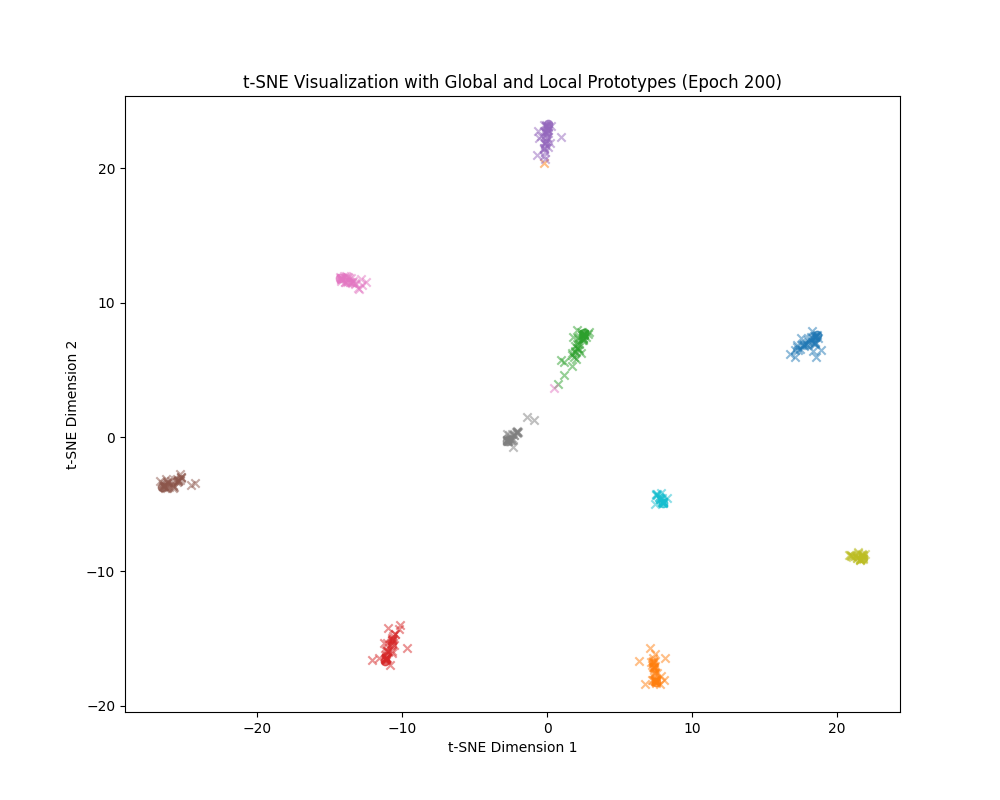 t-SNE Visualization with Global and Local Prototypes (Epoch 200)
20
10
0
−10
−20
t-SNE Dimension 2
−20 −10 0 10 20
t-SNE Dimension 1